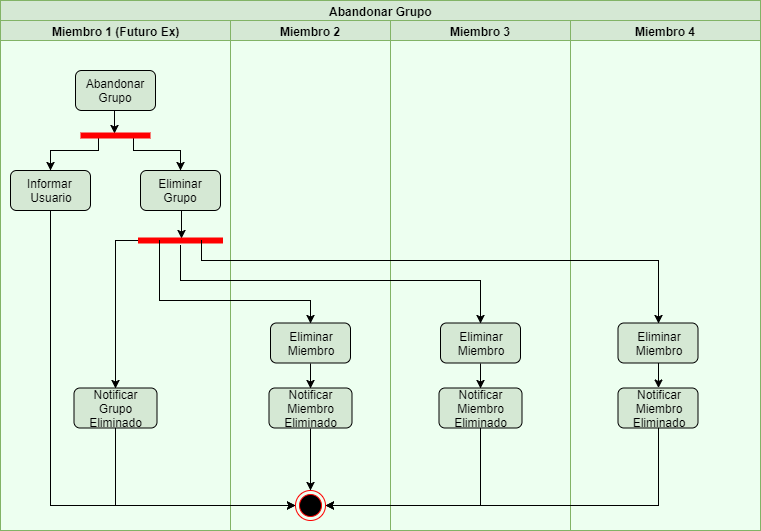 Abandonar Grupo
Miembro 1 (Futuro Ex)
Miembro 2
Miembro 3
Miembro 4
Abandonar
Grupo
Informar
Usuario
Eliminar
Grupo
Eliminar
Miembro
Eliminar
Miembro
Eliminar
Miembro
Notificar
Grupo
Eliminado
Notificar
Miembro
Eliminado
Notificar
Miembro
Eliminado
Notificar
Miembro
Eliminado